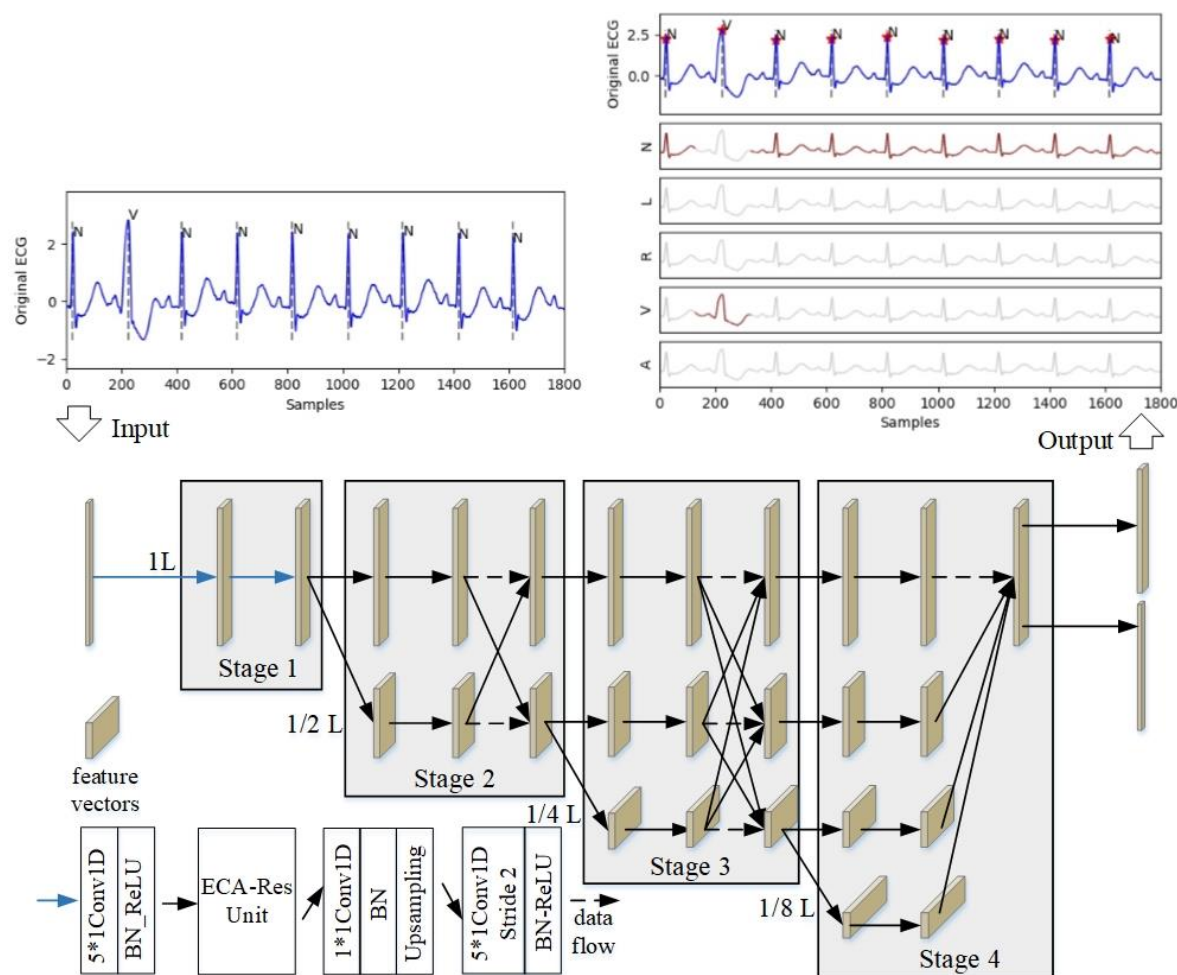 Original ECG
2.5
0.0
N V N N N N N N N
N
L
R
V
A
0 200 400 600 800 1000 1200 1400 1600 1800
Samples
Original ECG
2
0
−2
N V N N N N N N N
0 200 400 600 800 1000 1200 1400 1600 1800
Samples
Input
Output
1L
Stage 1
1/2 L
Stage 2
1/4 L
Stage 3
1/8 L
Stage 4
feature
vectors
5*1Conv1D
BN_ReLU
ECA-Res
Unit
1*1Conv1D
BN
Upsampling
5*1Conv1D
Stride 2
BN-ReLU
data
flow